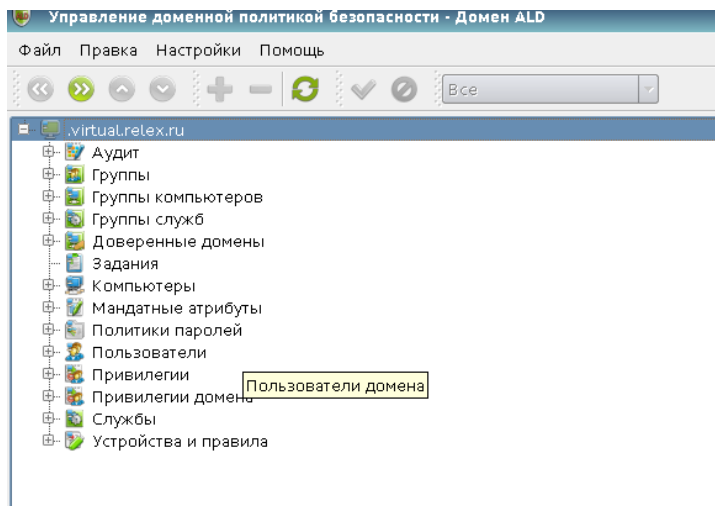 Управление доменной политикой безопасности - Домен ALD
Файл Правка Настройки Помощь
Все
.virtual.relex.ru
Аудит
Группы
Группы компьютеров
Группы служб
Доверенные домены
Задания
Компьютеры
Мандатные атрибуты
Политики паролей
Пользователи
Привилегии
Пользователи домена
Привилегии домена
Службы
Устройства и правила